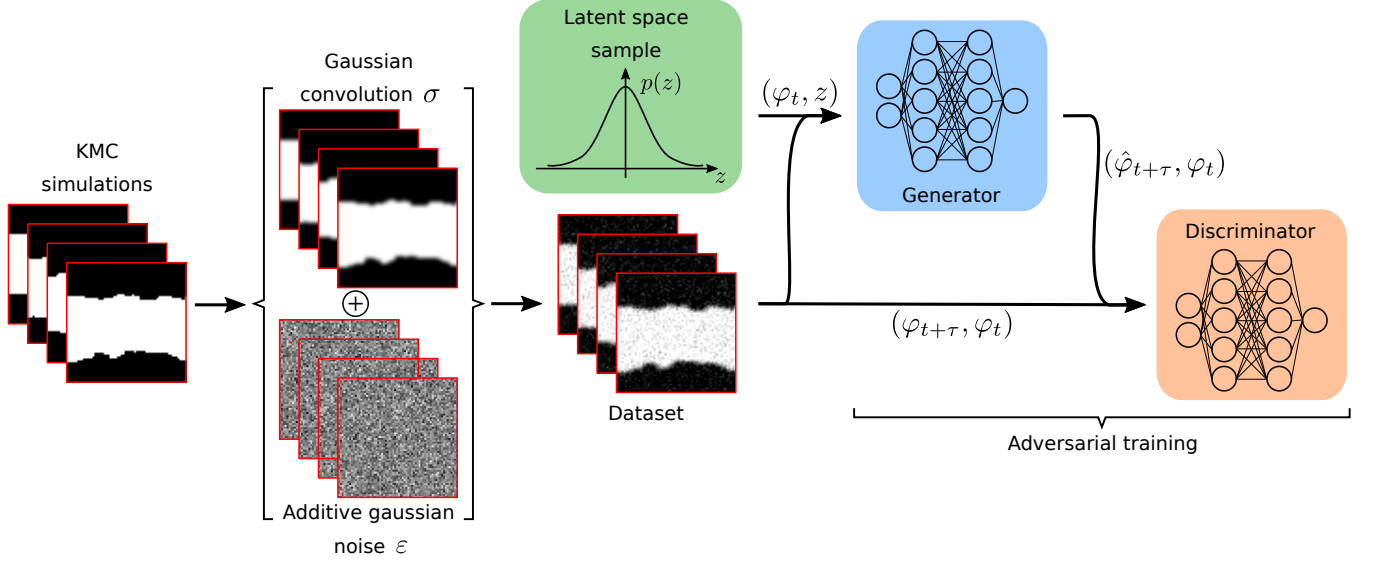 KMC
simulations
Gaussian
convolution σ
⊕
Additive gaussian
noise ε
Latent space
sample
p(z)
z
Dataset
(φ_t, z)
Generator
(φ̂_{t+τ}, φ_t)
(φ_{t+τ}, φ_t)
Discriminator
Adversarial training